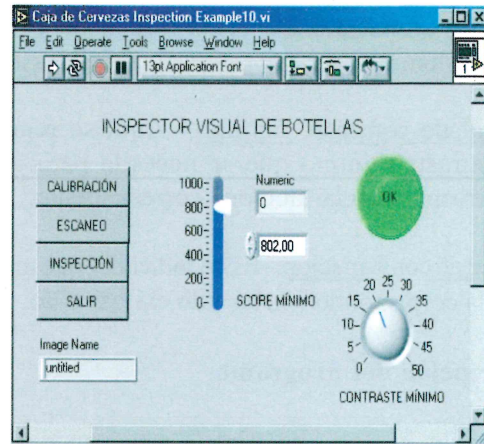 Caja de Cervezas Inspection Example10.vi
File Edit Operate Tools Browse Window Help
13pt Application Font
1
INSPECTOR VISUAL DE BOTELLAS
CALIBRACIÓN
ESCANEO
INSPECCIÓN
SALIR
1000
800
600
400
200
0
Numeric
0
802,00
SCORE MÍNIMO
OK
0
5
10
15
20
25
30
35
40
45
50
CONTRASTE MÍNIMO
Image Name
untitled